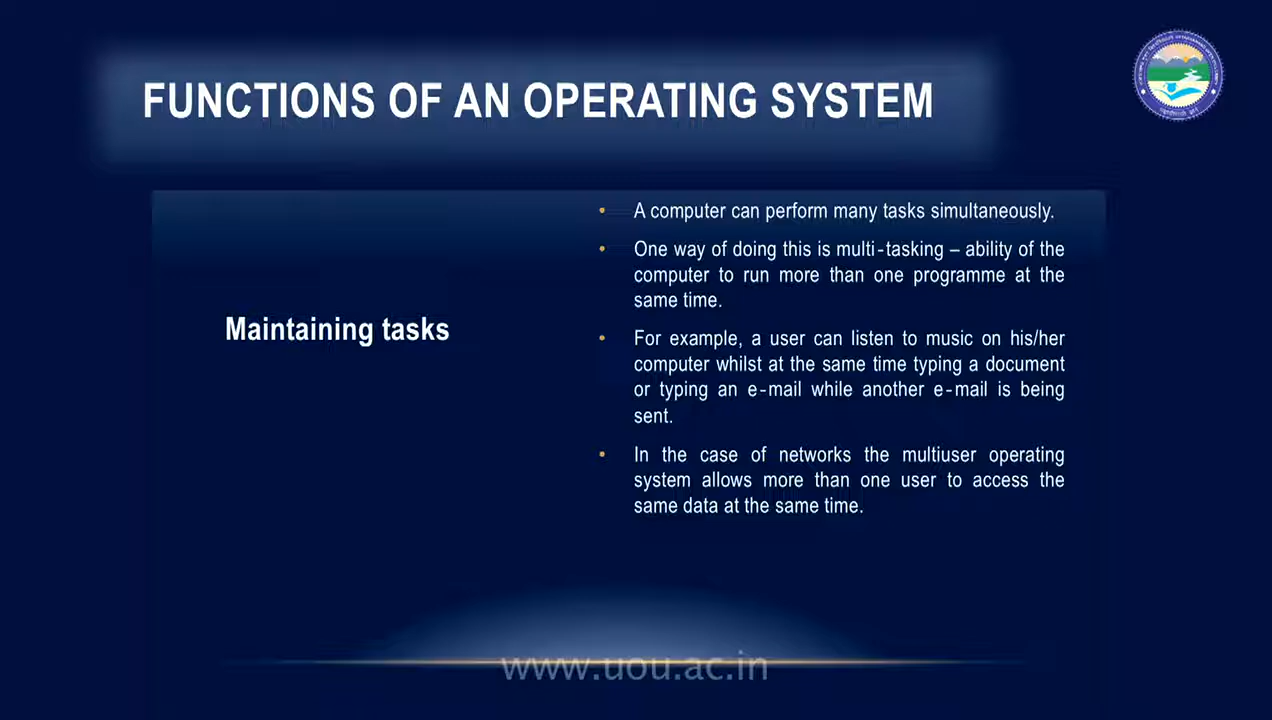 FUNCTIONS OF AN OPERATING SYSTEM
Maintaining tasks
• A computer can perform many tasks simultaneously.
• One way of doing this is multi-tasking – ability of the
computer to run more than one programme at the
same time.
• For example, a user can listen to music on his/her
computer whilst at the same time typing a document
or typing an e-mail while another e-mail is being
sent.
• In the case of networks the multiuser operating
system allows more than one user to access the
same data at the same time.
www.uou.ac.in